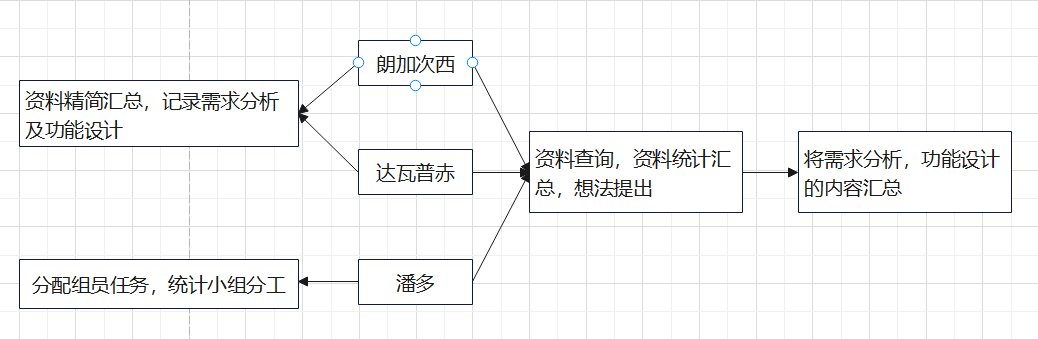 朗加次西
资料精简汇总，记录需求分析
及功能设计
达瓦普赤
资料查询，资料统计汇
总，想法提出
将需求分析，功能设计
的内容汇总
分配组员任务，统计小组分工
潘多